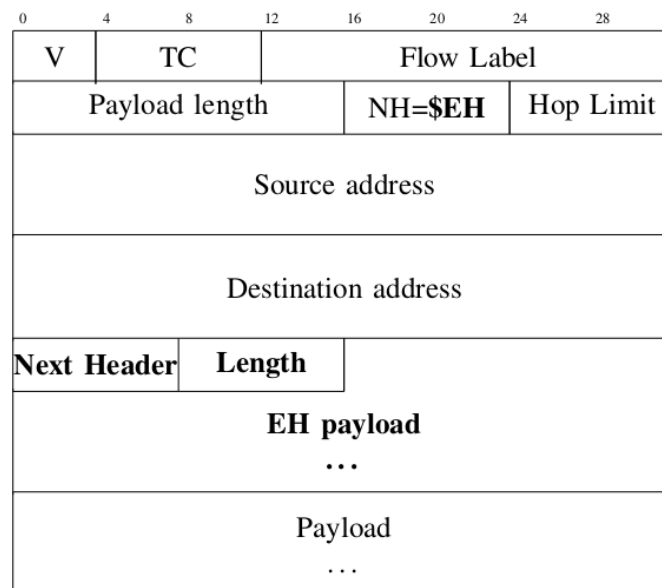 0 4 8 12 16 20 24 28
V TC Flow Label
Payload length NH=$EH Hop Limit
Source address
Destination address
Next Header Length
EH payload
...
Payload
...